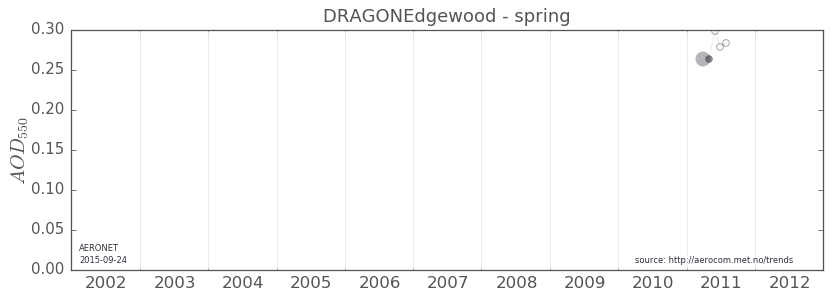 DRAGONEdgewood - spring
0.30
0.25
0.20
0.15
0.10
0.05
0.00
AOD550
AERONET
2015-09-24
source: http://aerocom.met.no/trends
2002 2003 2004 2005 2006 2007 2008 2009 2010 2011 2012